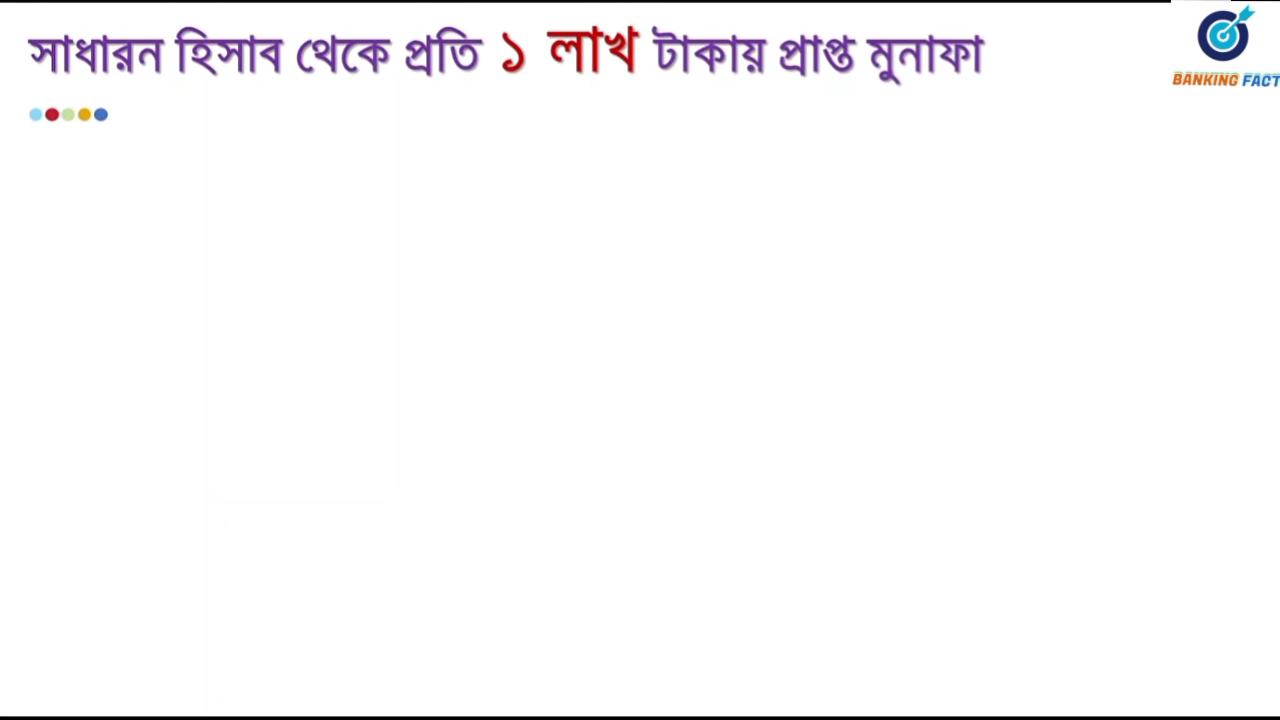 সাধারন হিসাব থেকে প্রতি ১ লাখ টাকায় প্রাপ্ত মুনাফা
BANKING FACT